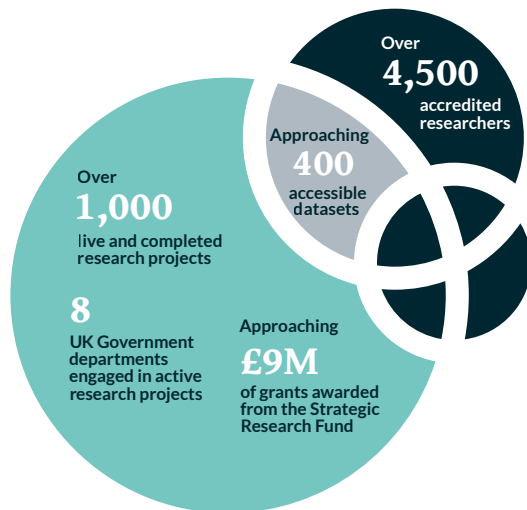 Over
4,500
accredited
researchers
Approaching
400
accessible
datasets
Over
1,000
live and completed
research projects
8
UK Government
departments
engaged in active
research projects
Approaching
£9M
of grants awarded
from the Strategic
Research Fund